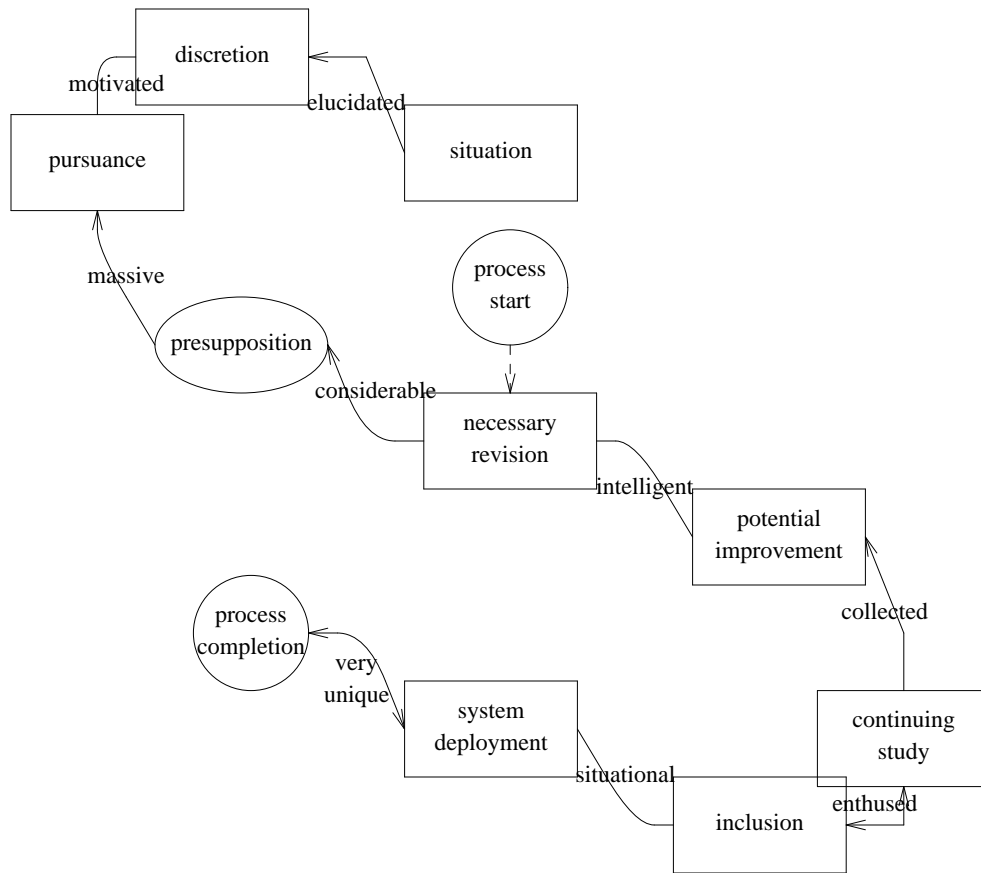 discretion
motivated
elucidated
pursuance
situation
massive
process
start
presupposition
considerable
necessary
revision
intelligent
potential
improvement
process
completion
collected
very
unique
system
deployment
continuing
study
situational
enthused
inclusion